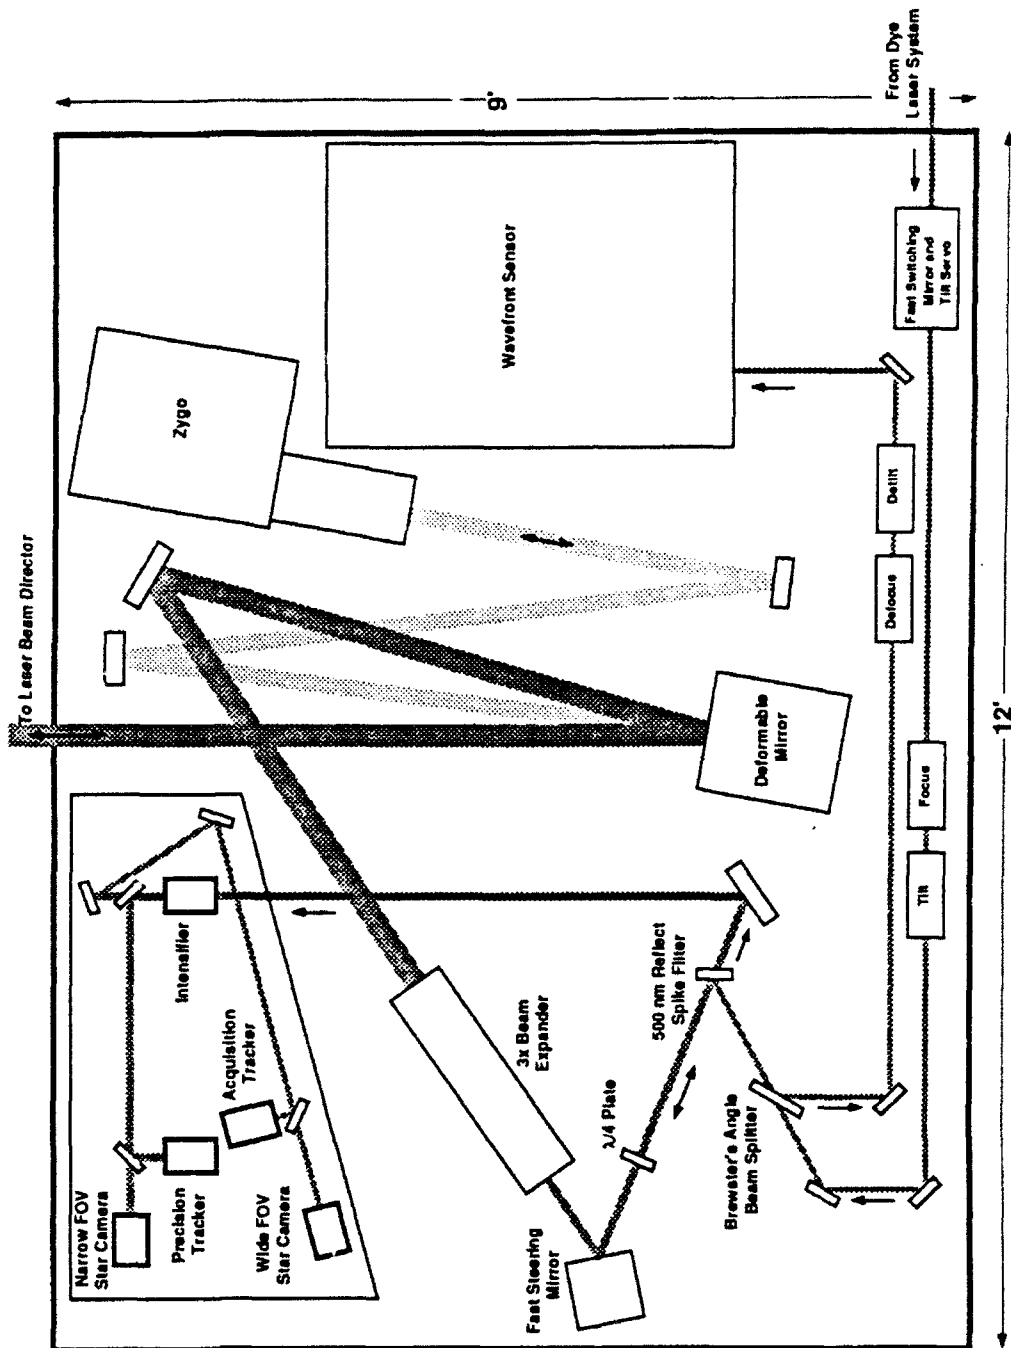 To Laser Beam Director
9'
From Dye
Laser System
Zygo
Wavefront Sensor
Fast Switching
Mirror and
Tilt Servo
Narrow FOV
Star Camera
Precision
Tracker
Wide FOV
Star Camera
Acquisition
Tracker
Intensifier
3x Beam
Expander
Deformable
Mirror
Fast Steering
Mirror
λ/4 Plate
500 nm Reflect
Spike Filter
Brewster's Angle
Beam Splitter
Detilt
Defocus
Focus
Tilt
12'